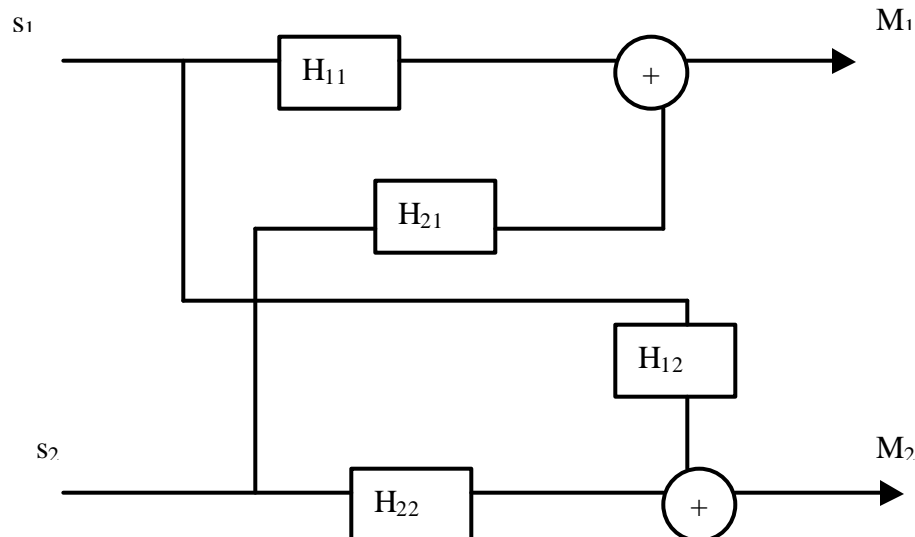 s₁
M₁
H₁₁
+
H₂₁
H₁₂
s₂
M₂
H₂₂
+